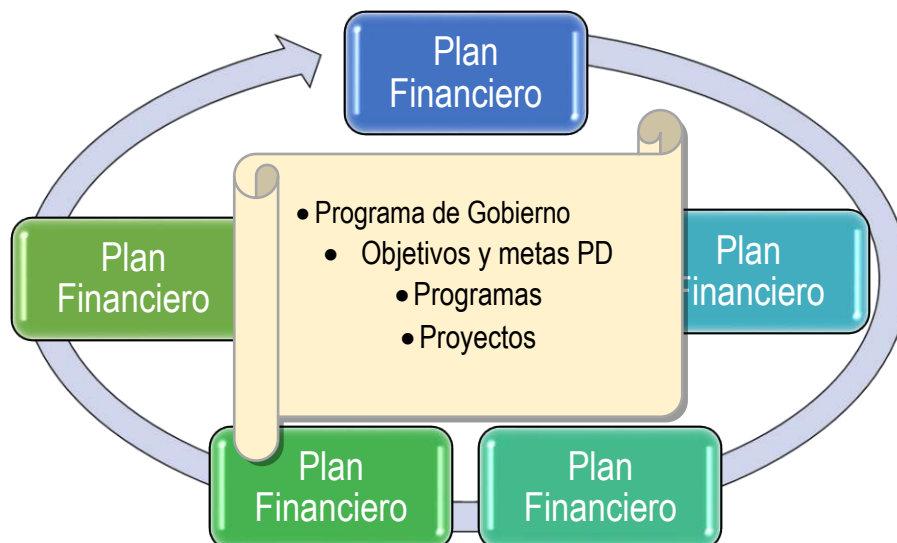 Plan
Financiero
• Programa de Gobierno
• Objetivos y metas PD
• Programas
• Proyectos
Plan
Financiero
Plan
Financiero
Plan
Financiero
Plan
Financiero